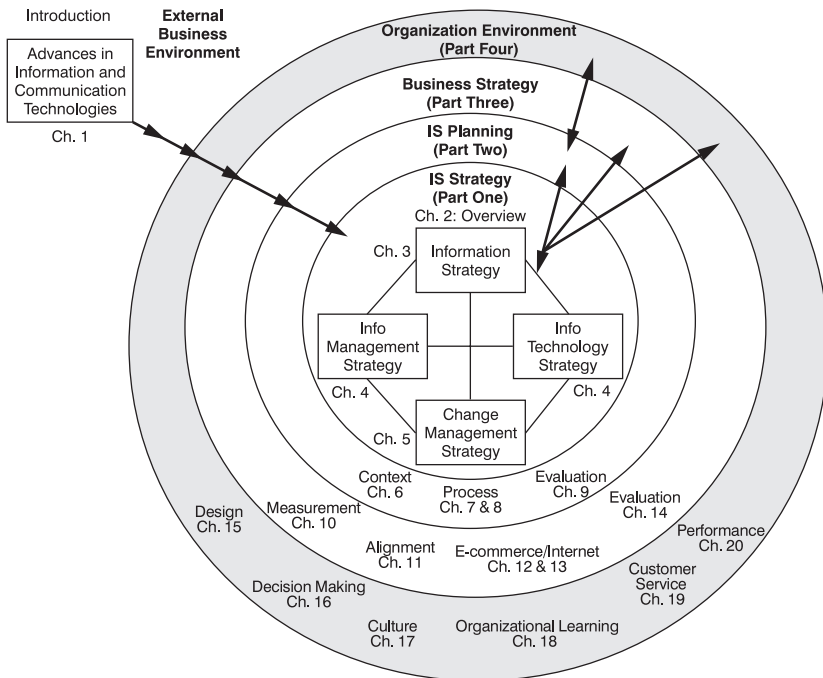 Introduction
External
Business
Environment
Advances in
Information and
Communication
Technologies
Ch. 1
Organization Environment
(Part Four)
Business Strategy
(Part Three)
IS Planning
(Part Two)
IS Strategy
(Part One)
Ch. 2: Overview
Ch. 3
Information
Strategy
Info
Management
Strategy
Info
Technology
Strategy
Ch. 4
Ch. 4
Ch. 5
Change
Management
Strategy
Context
Ch. 6
Process
Ch. 7 & 8
Evaluation
Ch. 9
Measurement
Ch. 10
Alignment
Ch. 11
E-commerce/Internet
Ch. 12 & 13
Evaluation
Ch. 14
Design
Ch. 15
Decision Making
Ch. 16
Culture
Ch. 17
Organizational Learning
Ch. 18
Customer
Service
Ch. 19
Performance
Ch. 20